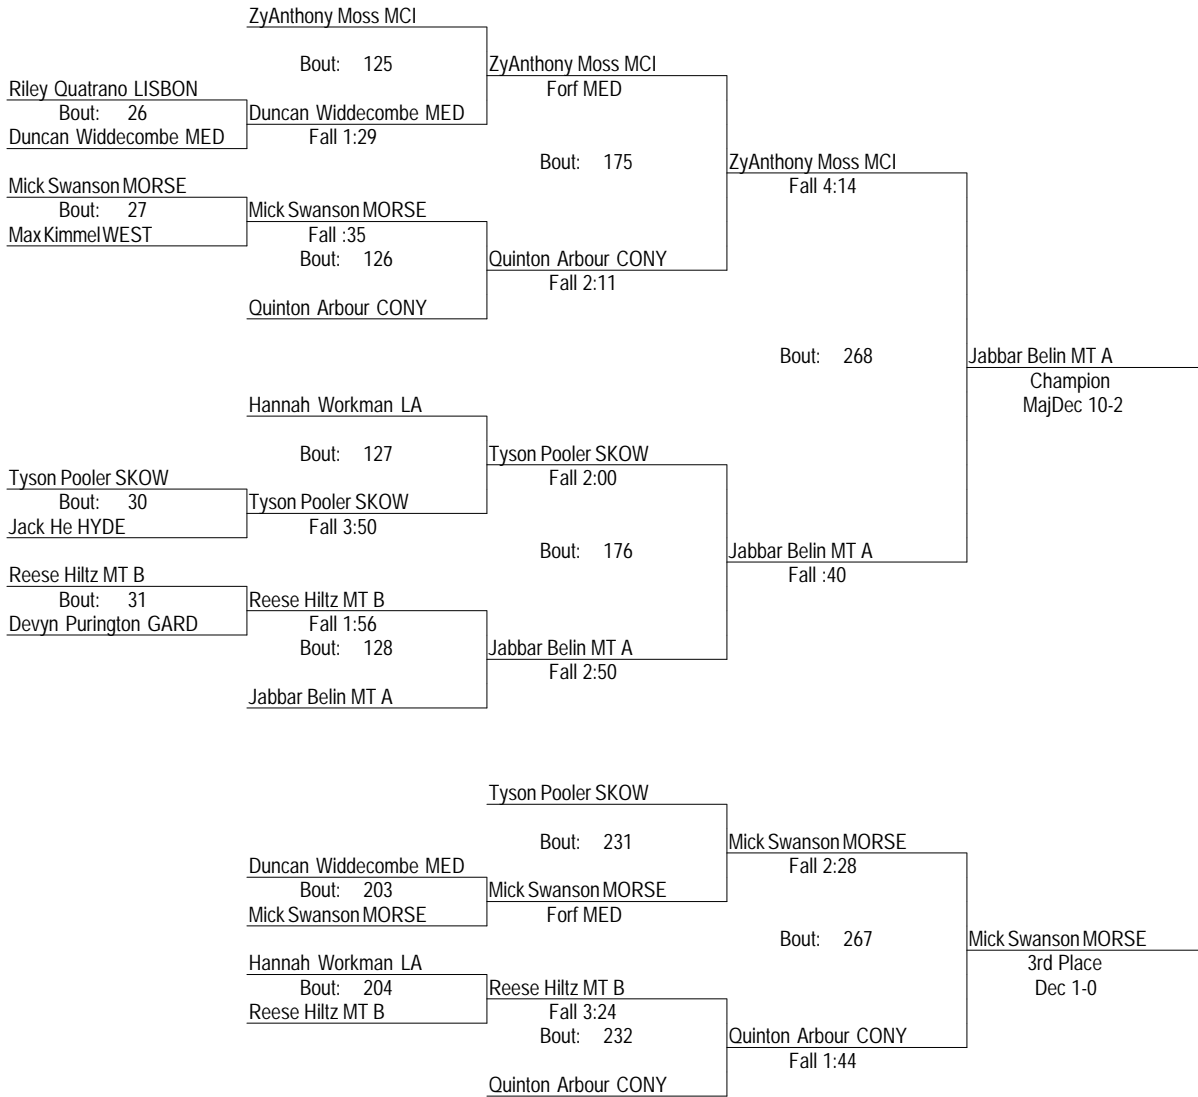 ZyAnthony Moss MCI
Bout: 125
ZyAnthony Moss MCI
Forf MED
Riley Quatrano LISBON
Bout: 26
Duncan Widdecombe MED
Duncan Widdecombe MED
Fall 1:29
Bout: 175
ZyAnthony Moss MCI
Fall 4:14
Mick Swanson MORSE
Bout: 27
Max Kimmel WEST
Mick Swanson MORSE
Fall :35
Bout: 126
Quinton Arbour CONY
Fall 2:11
Quinton Arbour CONY
Bout: 268
Jabbar Belin MT A
Champion
MajDec 10-2
Hannah Workman LA
Bout: 127
Tyson Pooler SKOW
Fall 2:00
Tyson Pooler SKOW
Bout: 30
Jack He HYDE
Tyson Pooler SKOW
Fall 3:50
Bout: 176
Jabbar Belin MT A
Fall :40
Reese Hiltz MT B
Bout: 31
Devyn Purington GARD
Reese Hiltz MT B
Fall 1:56
Bout: 128
Jabbar Belin MT A
Fall 2:50
Jabbar Belin MT A
Tyson Pooler SKOW
Bout: 231
Mick Swanson MORSE
Fall 2:28
Duncan Widdecombe MED
Bout: 203
Mick Swanson MORSE
Mick Swanson MORSE
Forf MED
Bout: 267
Mick Swanson MORSE
3rd Place
Dec 1-0
Hannah Workman LA
Bout: 204
Reese Hiltz MT B
Reese Hiltz MT B
Fall 3:24
Bout: 232
Quinton Arbour CONY
Fall 1:44
Quinton Arbour CONY